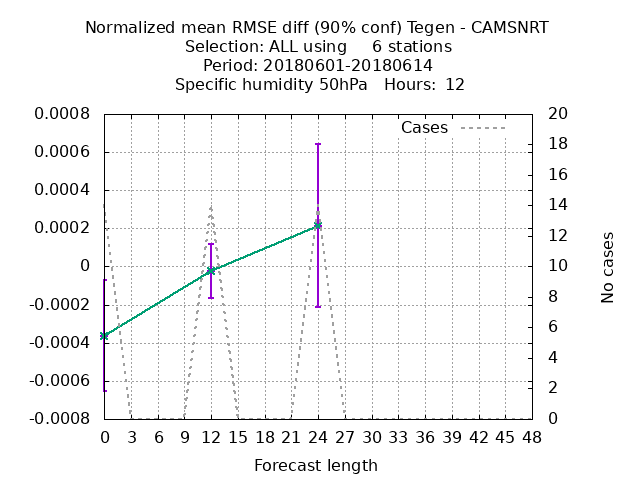 Normalized mean RMSE diff (90% conf) Tegen - CAMSNRT
Selection: ALL using 6 stations
Period: 20180601-20180614
Specific humidity 50hPa Hours: 12
Cases
0.0008
0.0006
0.0004
0.0002
0
-0.0002
-0.0004
-0.0006
-0.0008
20
18
16
14
12
10
8
6
4
2
0
No cases
0 3 6 9 12 15 18 21 24 27 30 33 36 39 42 45 48
Forecast length